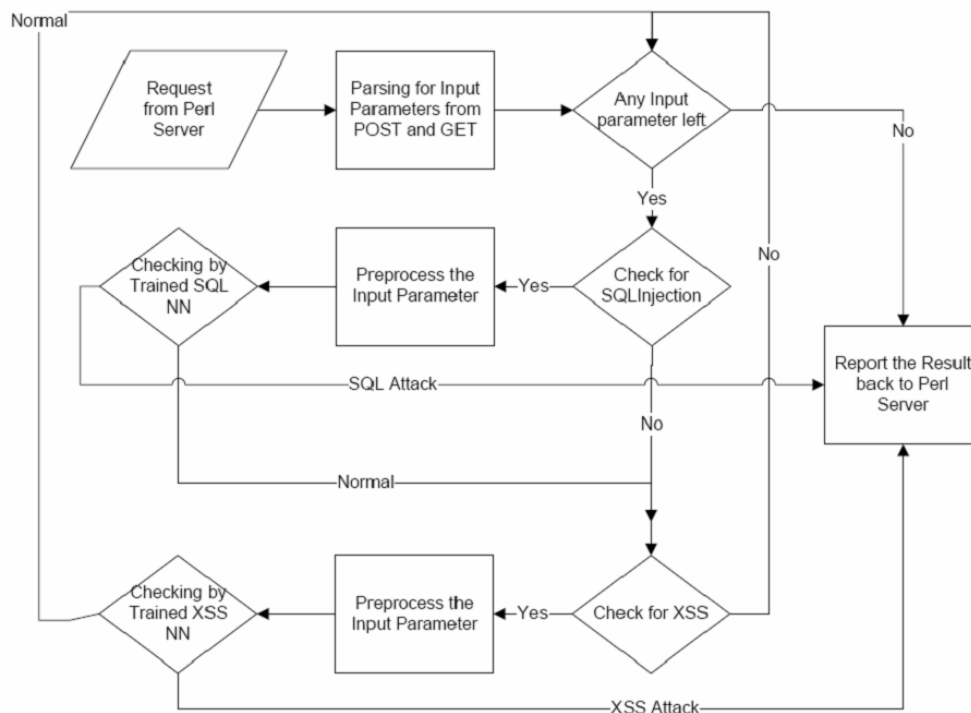 Normal
Request
from Perl
Server
Parsing for Input
Parameters from
POST and GET
Any Input
parameter left
No
Yes
Checking by
Trained SQL
NN
Preprocess the
Input Parameter
Yes
Check for
SQLInjection
No
SQL Attack
Report the Result
back to Perl
Server
No
Normal
Checking by
Trained XSS
NN
Preprocess the
Input Parameter
Yes
Check for XSS
XSS Attack